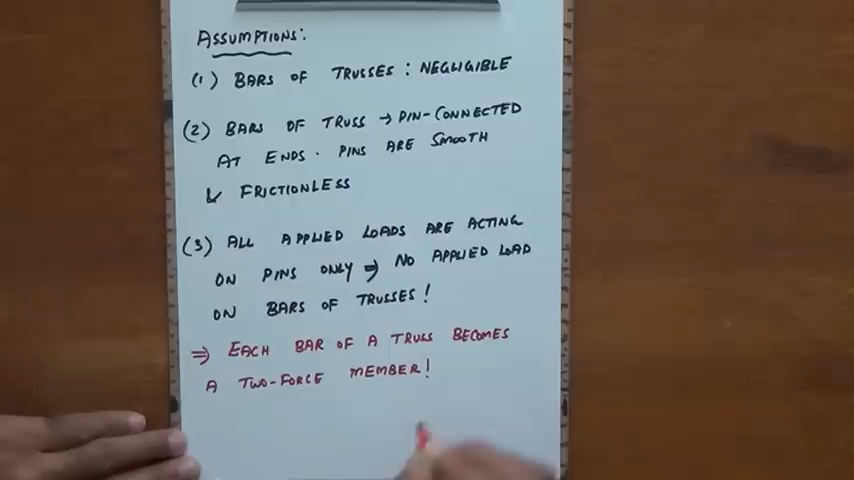 ASSUMPTIONS:
(1) BARS OF TRUSSES : NEGLIGIBLE
(2) BARS OF TRUSS → PIN-CONNECTED
AT ENDS. PINS ARE SMOOTH
& FRICTIONLESS
(3) ALL APPLIED LOADS ARE ACTING
ON PINS ONLY ⇒ NO APPLIED LOAD
ON BARS OF TRUSSES!
⇒ EACH BAR OF A TRUSS BECOMES
A TWO-FORCE MEMBER!